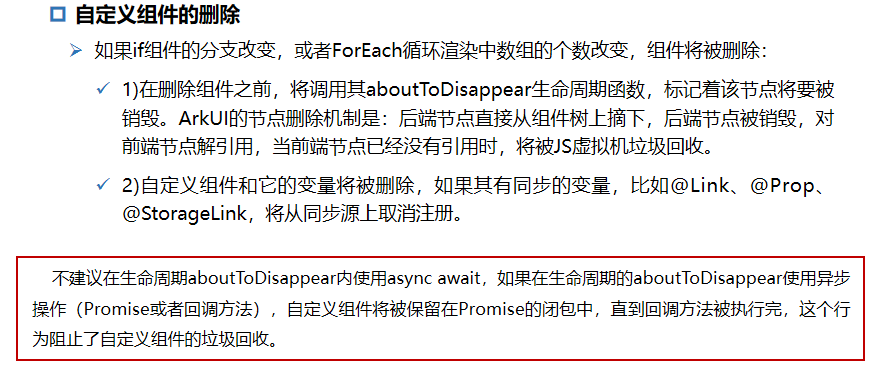 自定义组件的删除
如果if组件的分支改变，或者ForEach循环渲染中数组的个数改变，组件将被删除：
1)在删除组件之前，将调用其aboutToDisappear生命周期函数，标记着该节点将要被
销毁。ArkUI的节点删除机制是：后端节点直接从组件树上摘下，后端节点被销毁，对
前端节点解引用，当前端节点已经没有引用时，将被JS虚拟机垃圾回收。
2)自定义组件和它的变量将被删除，如果其有同步的变量，比如@Link、@Prop、
@StorageLink，将从同步源上取消注册。
不建议在生命周期aboutToDisappear内使用async await，如果在生命周期的aboutToDisappear使用异步
操作（Promise或者回调方法），自定义组件将被保留在Promise的闭包中，直到回调方法被执行完，这个行
为阻止了自定义组件的垃圾回收。